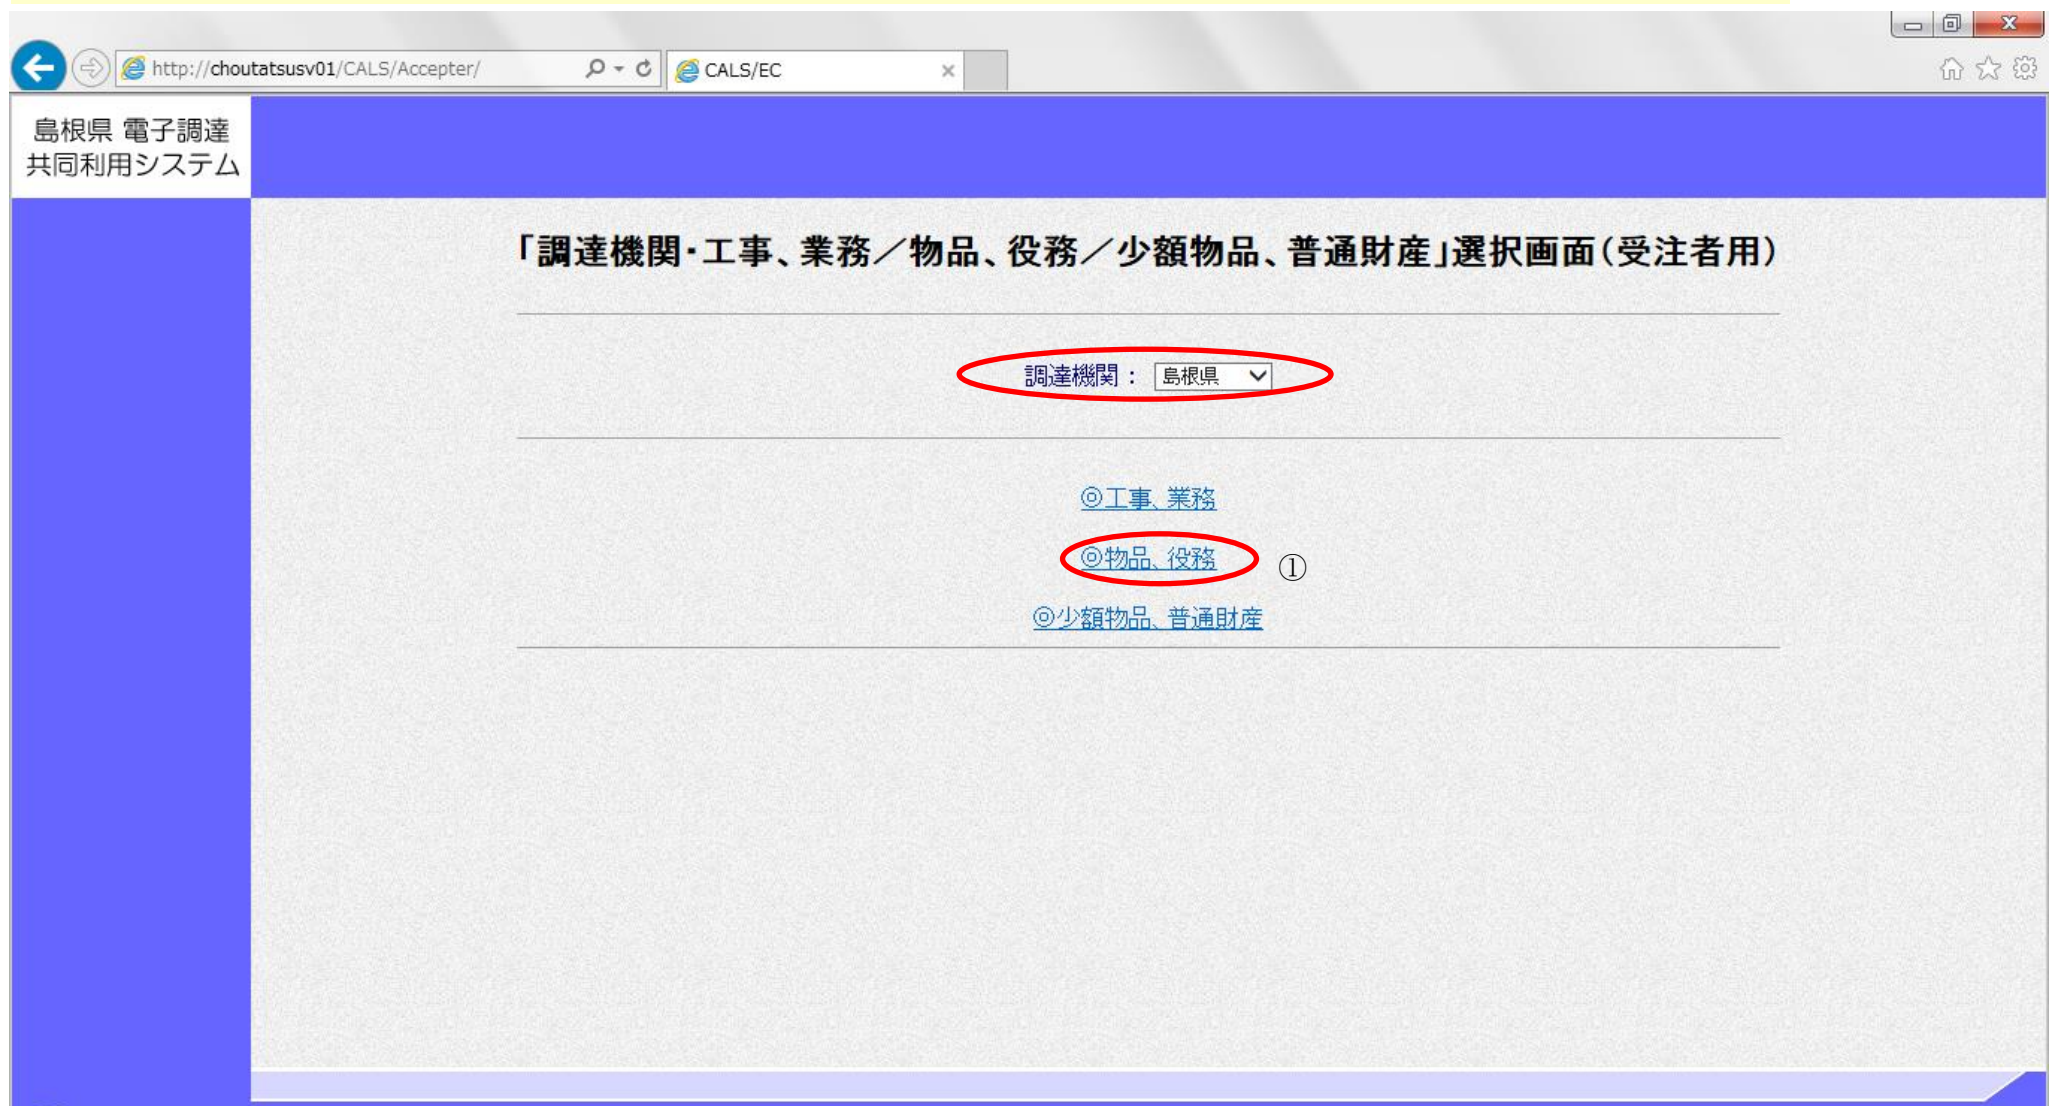 http://choutatsusv01/CALS/Accepter/
CALS/EC
島根県 電子調達
共同利用システム
「調達機関・工事、業務／物品、役務／少額物品、普通財産」選択画面(受注者用)
調達機関： 島根県
◎工事、業務
◎物品、役務 ①
◎少額物品、普通財産